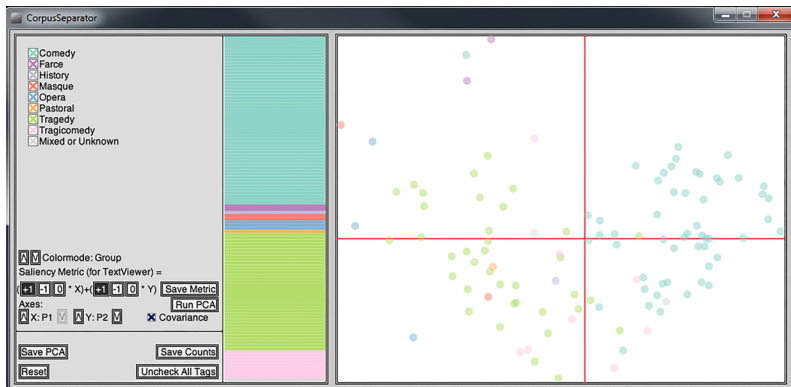 CorpusSeparator
Comedy
Farce
History
Masque
Opera
Pastoral
Tragedy
Tragicomedy
Mixed or Unknown
Colormode: Group
Saliency Metric (for TextViewer) =
(+1 -1 0 * X)+(+1 -1 0 * Y) Save Metric
Run PCA
Axes:
X: P1 Y: P2 Covariance
Save PCA Save Counts
Reset Uncheck All Tags